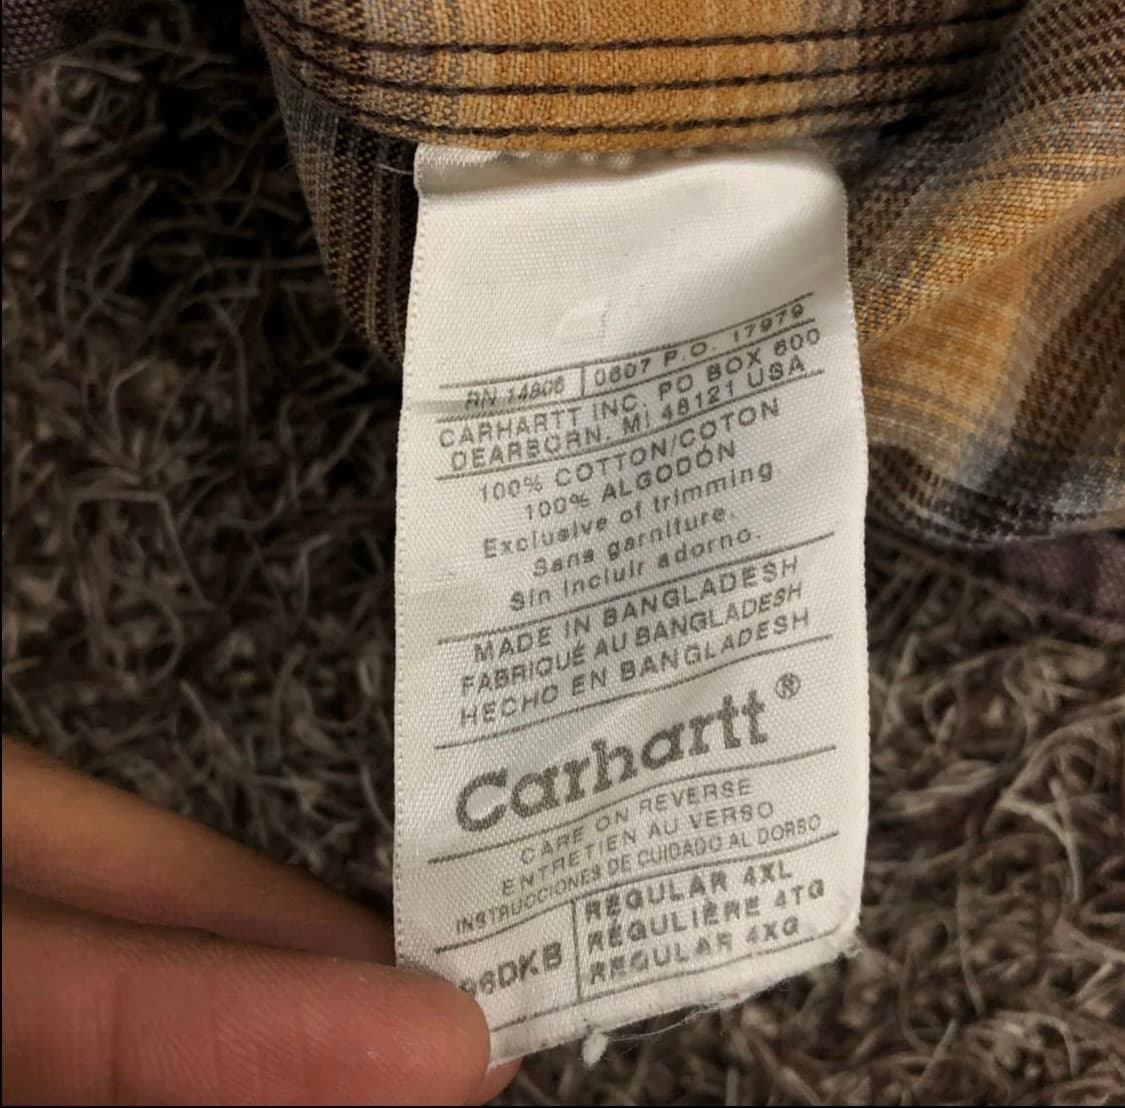 RN 14806 0607 P.O. 17979
CARHARTT INC, PO BOX 600
DEARBORN, MI 48121 USA
100% COTTON/COTON
100% ALGODÓN
Exclusive of trimming
Sans garniture.
Sin incluir adorno.
MADE IN BANGLADESH
FABRIQUÉ AU BANGLADESH
HECHO EN BANGLADESH
Carhartt®
CARE ON REVERSE
ENTRETIEN AU VERSO
INSTRUCCIONES DE CUIDADO AL DORSO
REGULAR 4XL
RÉGULIÈRE 4TG
REGULAR 4XG